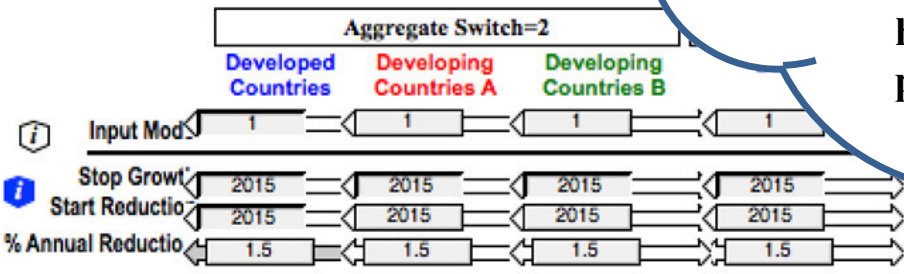 Aggregate Switch=2
Developed Countries Developing Countries A Developing Countries B
i Input Mod 1 1 1 1
i Stop Growt 2015 2015 2015 2015
Start Reductio 2015 2015 2015 2015
% Annual Reductio 1.5 1.5 1.5 1.5